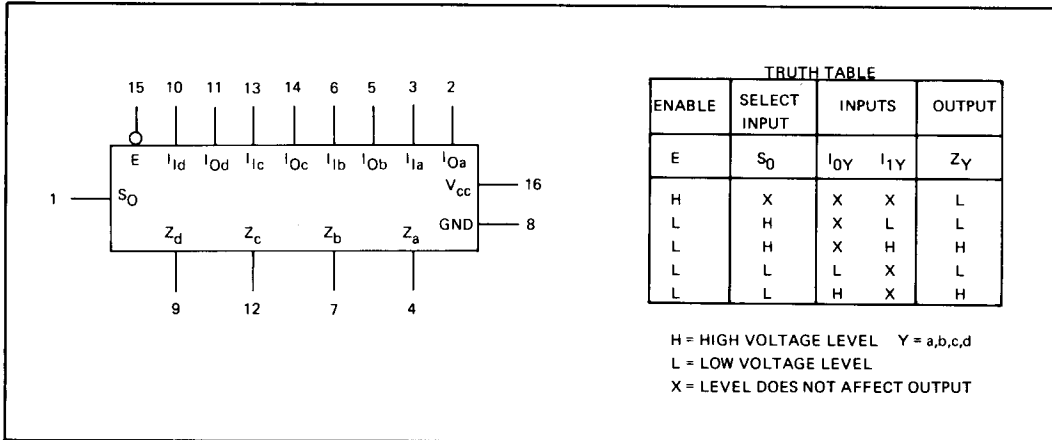 15 10 11 13 14 6 5 3 2
E I1d I0d I1c I0c I1b I0b I1a I0a
VCC 16
1 S0
GND 8
Zd Zc Zb Za
9 12 7 4
TRUTH TABLE
ENABLE SELECT INPUT INPUTS OUTPUT
E S0 I0Y I1Y ZY
H X X X L
L H X L L
L H X H H
L L L X L
L L H X H
H = HIGH VOLTAGE LEVEL Y = a,b,c,d
L = LOW VOLTAGE LEVEL
X = LEVEL DOES NOT AFFECT OUTPUT